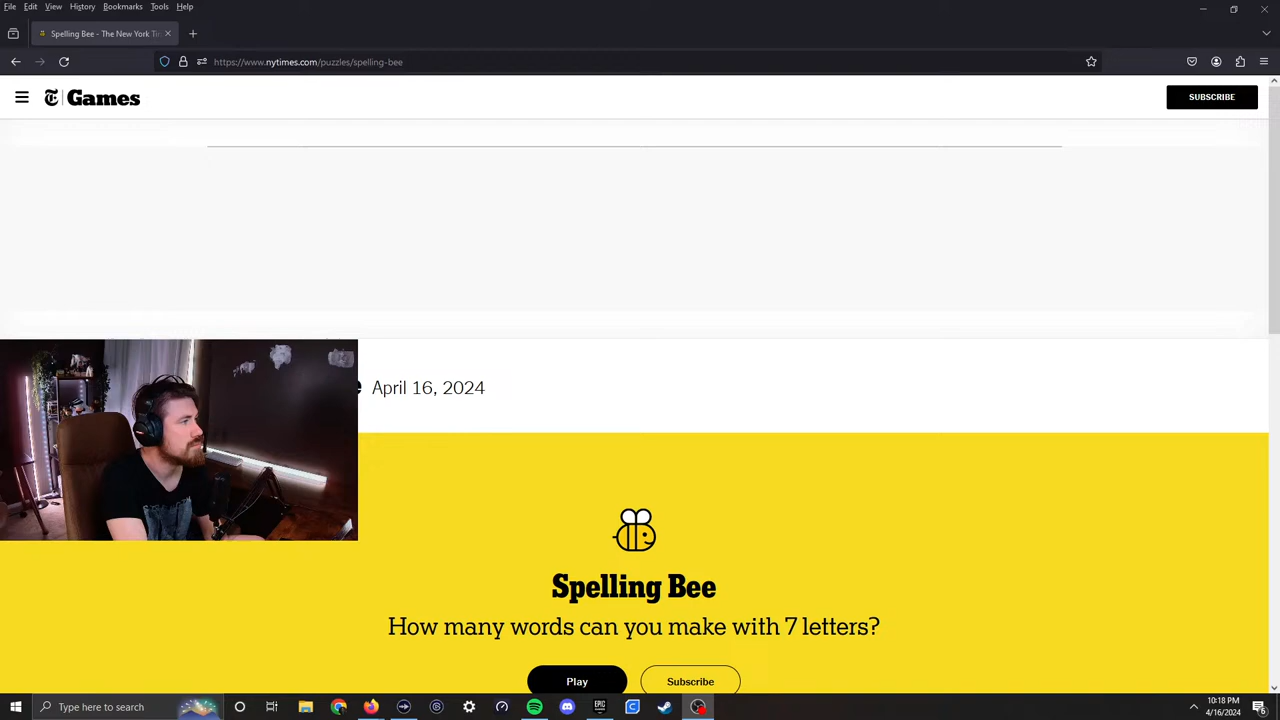 File Edit View History Bookmarks Tools Help
Spelling Bee - The New York Tim
https://www.nytimes.com/puzzles/spelling-bee
Games
SUBSCRIBE
April 16, 2024
Spelling Bee
How many words can you make with 7 letters?
Play
Subscribe
Type here to search
10:18 PM
4/16/2024
6